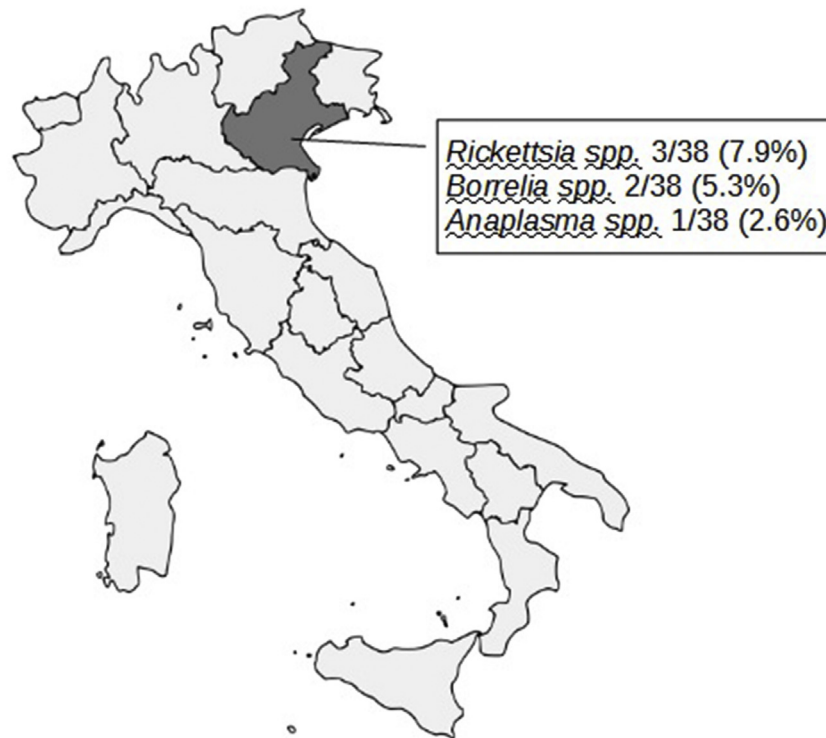 Rickettsia spp. 3/38 (7.9%)
Borrelia spp. 2/38 (5.3%)
Anaplasma spp. 1/38 (2.6%)